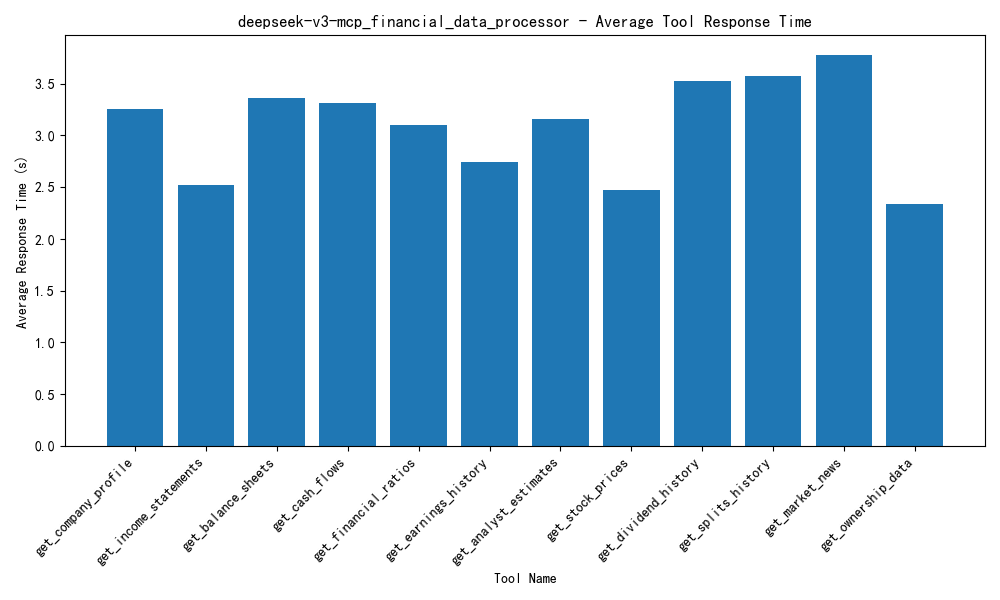 deepseek-v3-mcp_financial_data_processor - Average Tool Response Time
Average Response Time (s)
3.5
3.0
2.5
2.0
1.5
1.0
0.5
0.0
get_company_profile
get_income_statements
get_balance_sheets
get_cash_flows
get_financial_ratios
get_earnings_history
get_analyst_estimates
get_stock_prices
get_dividend_history
get_splits_history
get_market_news
get_ownership_data
Tool Name